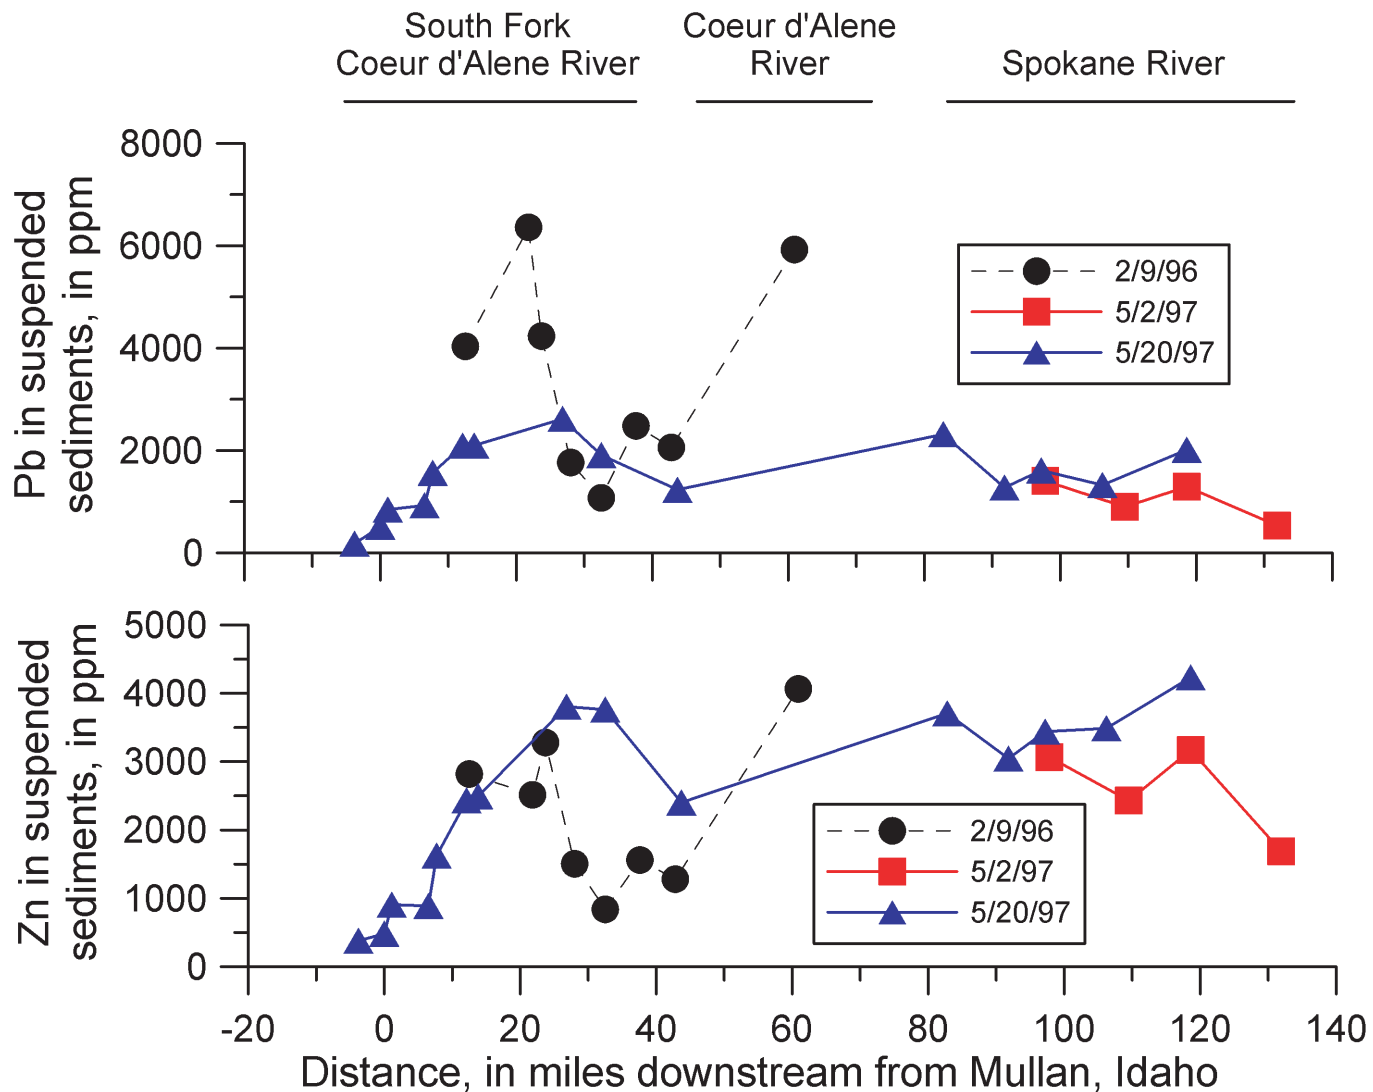 South Fork
Coeur d'Alene River
Coeur d'Alene
River
Spokane River
Pb in suspended
sediments, in ppm
8000
6000
4000
2000
0
2/9/96
5/2/97
5/20/97
Zn in suspended
sediments, in ppm
5000
4000
3000
2000
1000
0
2/9/96
5/2/97
5/20/97
-20 0 20 40 60 80 100 120 140
Distance, in miles downstream from Mullan, Idaho